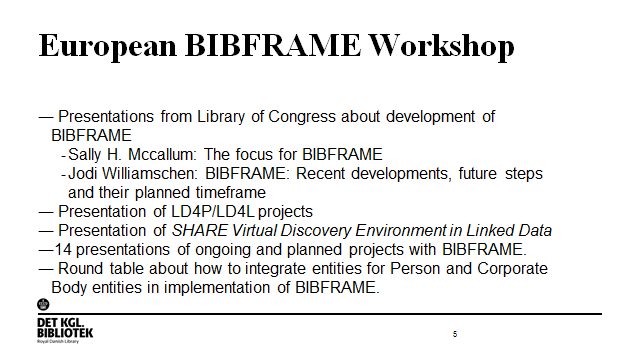 European BIBFRAME Workshop
— Presentations from Library of Congress about development of
BIBFRAME
-Sally H. Mccallum: The focus for BIBFRAME
-Jodi Williamschen: BIBFRAME: Recent developments, future steps
and their planned timeframe
— Presentation of LD4P/LD4L projects
— Presentation of SHARE Virtual Discovery Environment in Linked Data
—14 presentations of ongoing and planned projects with BIBFRAME.
— Round table about how to integrate entities for Person and Corporate
Body entities in implementation of BIBFRAME.
DET KGL.
BIBLIOTEK
Royal Danish Library
5